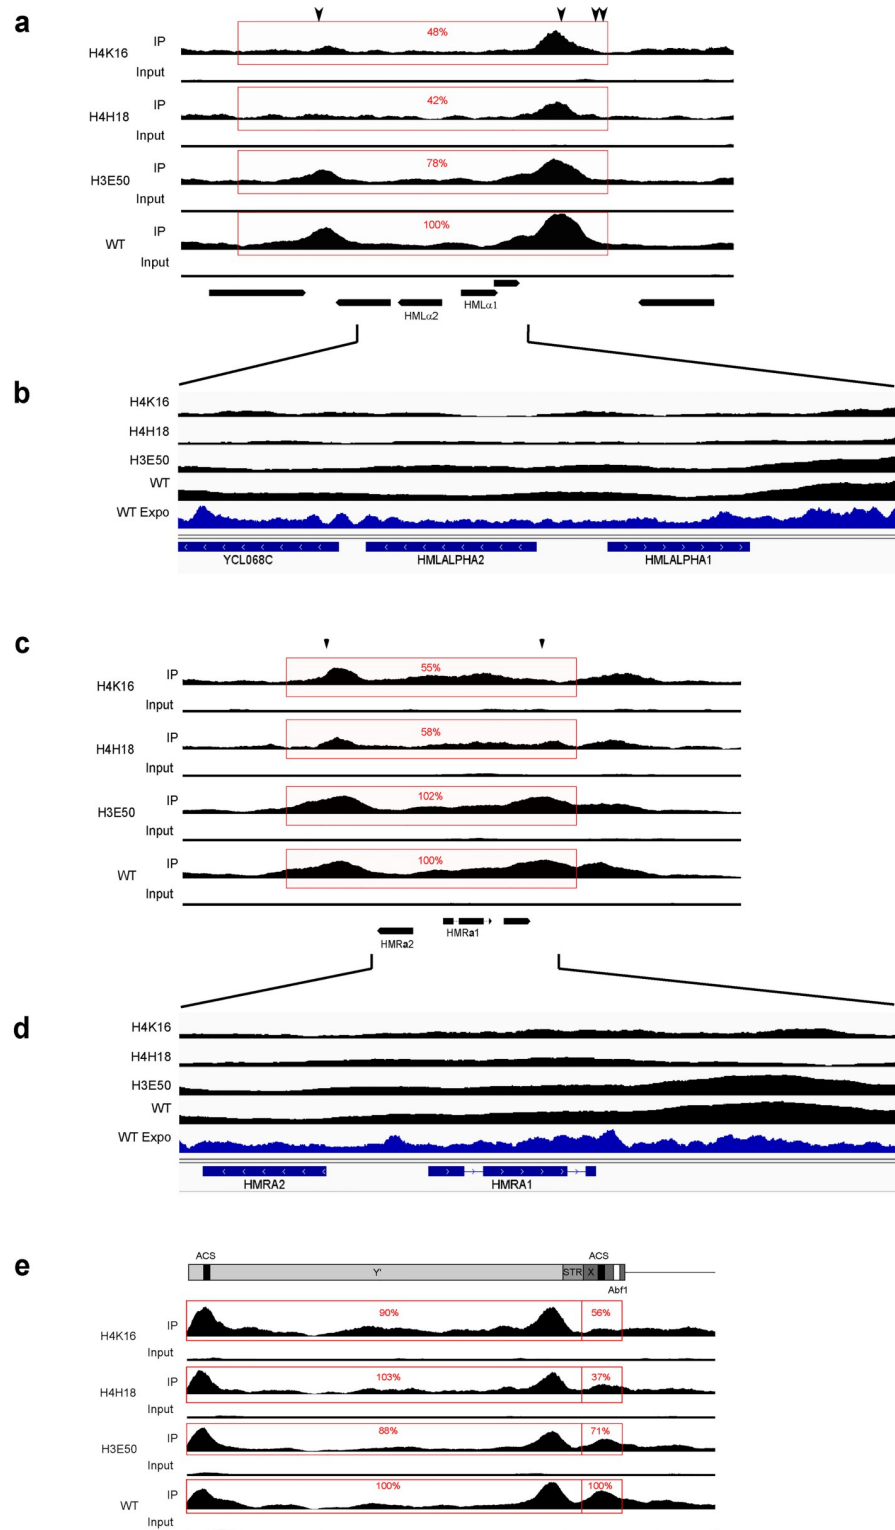 a
48%
H4K16 IP
Input
42%
H4H18 IP
Input
78%
H3E50 IP
Input
100%
WT IP
Input
HMLα2 HMLα1
b
H4K16
H4H18
H3E50
WT
WT Expo
YCL068C HMLALPHA2 HMLALPHA1
c
55%
H4K16 IP
Input
58%
H4H18 IP
Input
102%
H3E50 IP
Input
100%
WT IP
Input
HMRa2 HMRa1
d
H4K16
H4H18
H3E50
WT
WT Expo
HMRA2 HMRA1
e
ACS ACS
Y' STR X
Abf1
90% 56%
H4K16 IP
Input
103% 37%
H4H18 IP
Input
88% 71%
H3E50 IP
Input
100% 100%
WT IP
Input